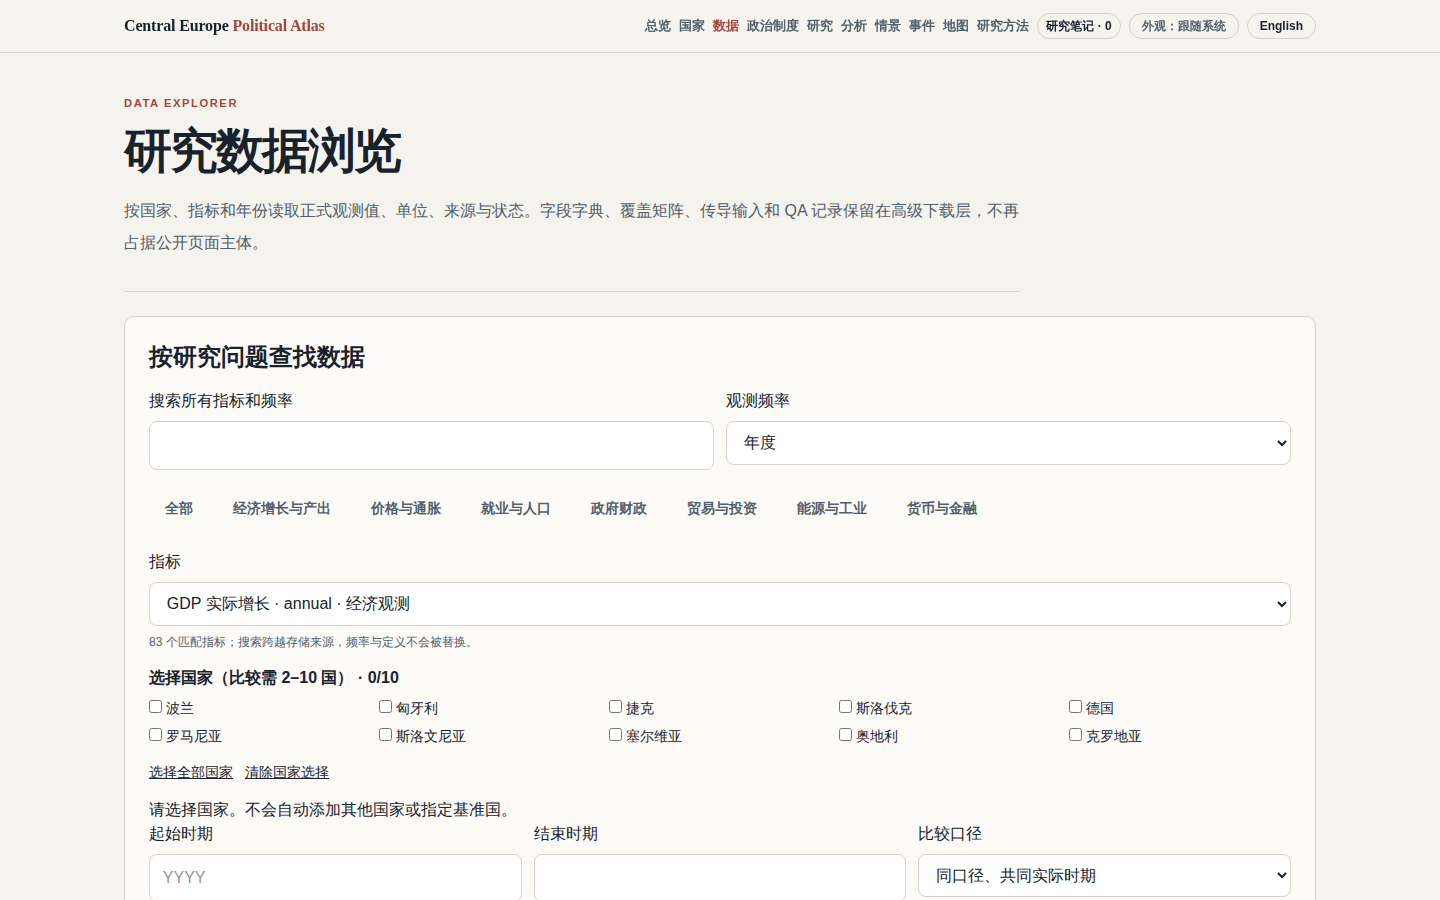 Central Europe Political Atlas
总览 国家 数据 政治制度 研究 分析 情景 事件 地图 研究方法 研究笔记 · 0 外观：跟随系统 English
DATA EXPLORER
研究数据浏览
按国家、指标和年份读取正式观测值、单位、来源与状态。字段字典、覆盖矩阵、传导输入和 QA 记录保留在高级下载层，不再
占据公开页面主体。
按研究问题查找数据
搜索所有指标和频率 观测频率
年度
全部 经济增长与产出 价格与通胀 就业与人口 政府财政 贸易与投资 能源与工业 货币与金融
指标
GDP 实际增长 · annual · 经济观测
83 个匹配指标；搜索跨越存储来源，频率与定义不会被替换。
选择国家（比较需 2–10 国） · 0/10
波兰 匈牙利 捷克 斯洛伐克 德国
罗马尼亚 斯洛文尼亚 塞尔维亚 奥地利 克罗地亚
选择全部国家 清除国家选择
请选择国家。不会自动添加其他国家或指定基准国。
起始时期 结束时期 比较口径
YYYY 同口径、共同实际时期